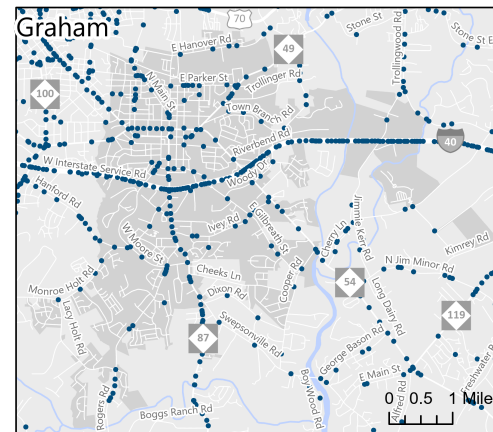 Graham
70
Stone St
Stone St E
E Hanover Rd
49
Trollingwood Rd
N Main St
E Parker St
Trollinger Rd
100
Town Branch Rd
Riverbend Rd
40
W Interstate Service Rd
Woody Dr
Hanford Rd
Jimmie Kerr Rd
E Gilbreath St
Ivey Rd
Cherry Ln
W Moore St
Kimrey Rd
N Jim Minor Rd
Cheeks Ln
Cooper Rd
54
Monroe Holt Rd
Dixon Rd
Long Dairy Rd
Lacy Holt Rd
Swepsonville Rd
119
87
George Bason Rd
Freshwater R
E Main St
BoyWood Rd
Rogers Rd
Alfred Rd
0 0.5 1 Mile
Boggs Ranch Rd